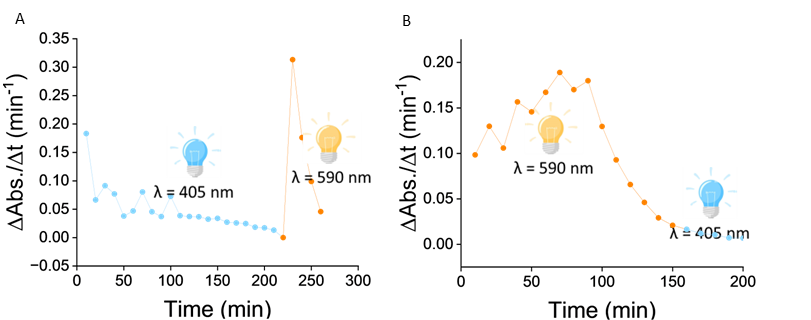 A
ΔAbs./Δt (min⁻¹)
0.35
0.30
0.25
0.20
0.15
0.10
0.05
0.00
−0.05
λ = 405 nm
λ = 590 nm
0
50
100
150
200
250
300
Time (min)
B
ΔAbs./Δt (min⁻¹)
0.20
0.15
0.10
0.05
0.00
λ = 590 nm
λ = 405 nm
0
50
100
150
200
Time (min)